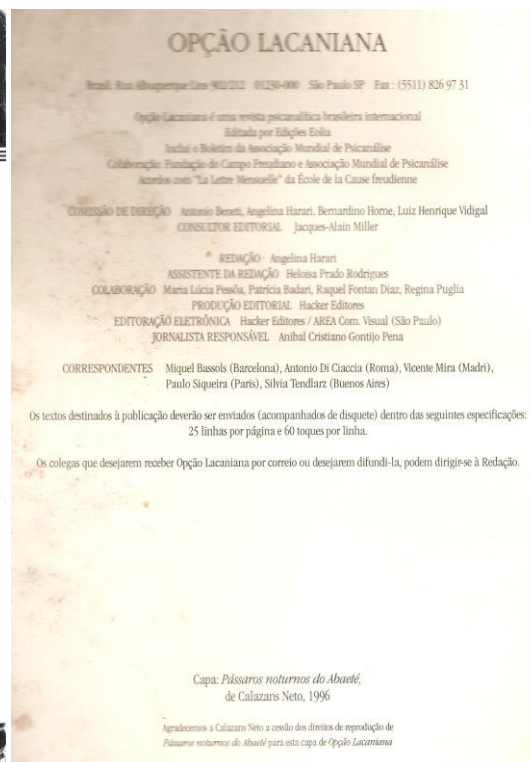 OPÇÃO LACANIANA
Brasil: Rua Albuquerque Lins 902/212 01230-000 São Paulo SP Fax : (5511) 826 97 31
Opção Lacaniana é uma revista psicanalítica brasileira internacional
Editada por Edições Eolia
Inclui o Boletim da Associação Mundial de Psicanálise
Colaboração: Fundação do Campo Freudiano e Associação Mundial de Psicanálise
Acordos com "La Lettre Mensuelle" da École de la Cause freudienne
COMISSÃO DE DIREÇÃO Antonio Beneti, Angelina Harari, Bernardino Horne, Luiz Henrique Vidigal
CONSULTOR EDITORIAL Jacques-Alain Miller
REDAÇÃO Angelina Harari
ASSISTENTE DA REDAÇÃO Heloisa Prado Rodrigues
COLABORAÇÃO Maria Lúcia Pessôa, Patrícia Badari, Raquel Fontan Diaz, Regina Puglia
PRODUÇÃO EDITORIAL Hacker Editores
EDITORAÇÃO ELETRÔNICA Hacker Editores / AREA Com. Visual (São Paulo)
JORNALISTA RESPONSÁVEL Anibal Cristiano Gontijo Pena
CORRESPONDENTES Miquel Bassols (Barcelona), Antonio Di Ciaccia (Roma), Vicente Mira (Madri),
Paulo Siqueira (Paris), Silvia Tendlarz (Buenos Aires)
Os textos destinados à publicação deverão ser enviados (acompanhados de disquete) dentro das seguintes especificações:
25 linhas por página e 60 toques por linha.
Os colegas que desejarem receber Opção Lacaniana por correio ou desejarem difundi-la, podem dirigir-se à Redação.
Capa: Pássaros noturnos do Abaeté,
de Calazans Neto, 1996
Agradecemos a Calazans Neto a cessão dos direitos de reprodução de
Pássaros noturnos do Abaeté para esta capa de Opção Lacaniana